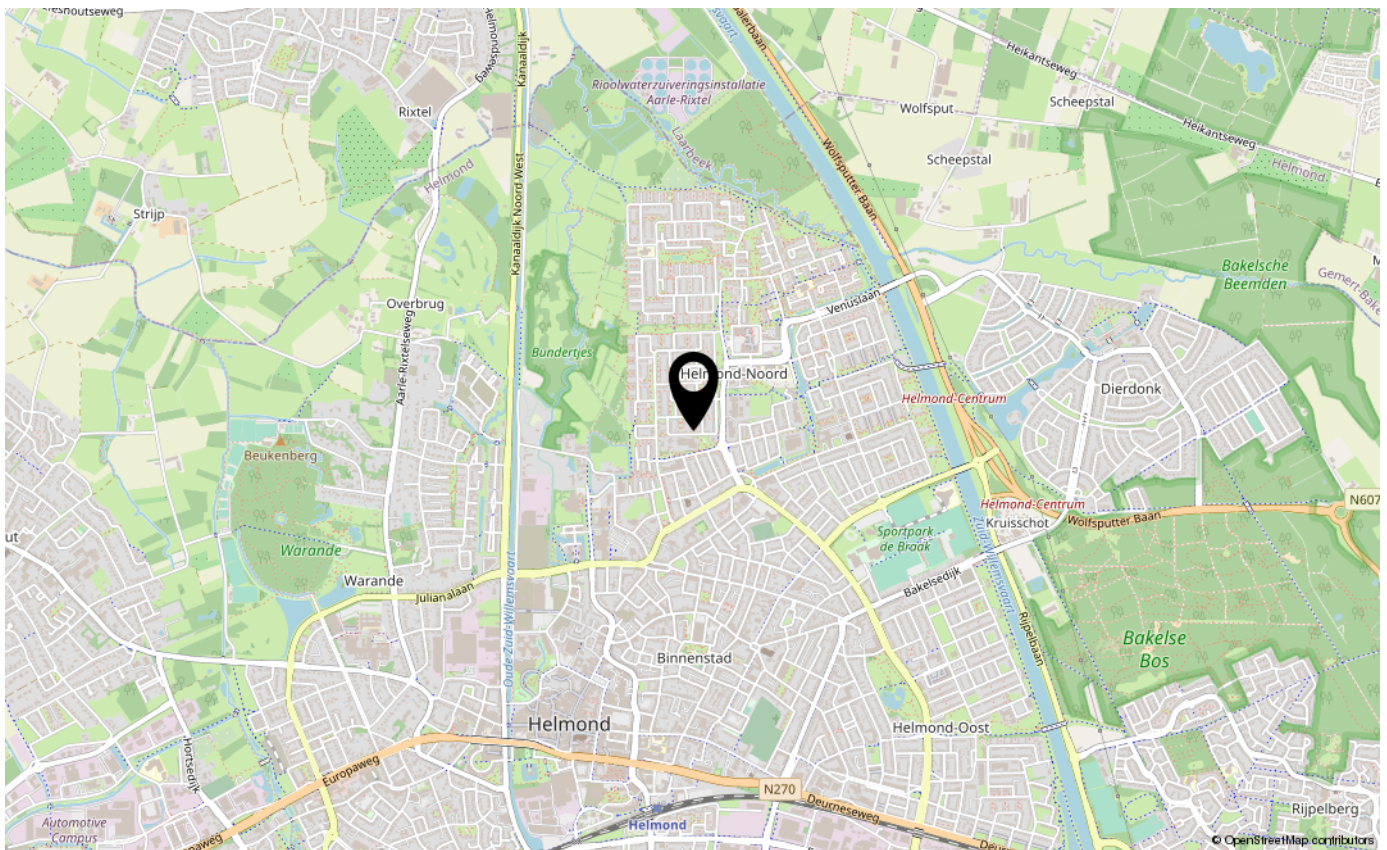 Helmondseweg
Kanaaldijk
Rixtel
Rioolwaterzuiveringsinstallatie
Aarle-Rixtel
Laarbeek
Helmond
Wolfsputter Baan
Wolfsput
Heikantseweg
Scheepstal
Scheepstal
Heikantseweg
Helmond
Strijp
Kanaaldijk Noord West
Overbrug
Aarle-Rixtelseweg
Bundertjes
Venuslaan
Bakelsche
Beemden
Helmond-Noord
Helmond-Centrum
Dierdonk
Beukenberg
Warande
Warande
Julianalaan
Oude Zuid-Willemsvaart
Sportpark
de Braak
Helmond-Centrum
Kruisschot
Wolfsputter Baan
N607
Bakelsedijk
Zuid-Willemsvaart
Rijpelbaan
Bakelse
Bos
Binnenstad
Helmond
Helmond-Oost
Hortsedijk
Europaweg
N270
Deurneseweg
Helmond
Automotive
Campus
Rijpelberg
© OpenStreetMap contributors